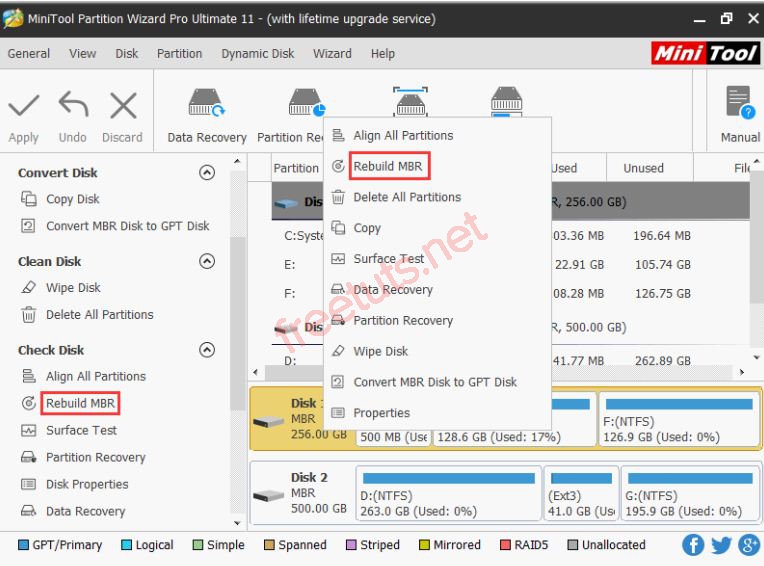 MiniTool Partition Wizard Pro Ultimate 11 - (with lifetime upgrade service)
General View Disk Partition Dynamic Disk Wizard Help
Mini Tool
Apply Undo Discard Data Recovery Partition Rec Manual
Convert Disk
Copy Disk
Convert MBR Disk to GPT Disk
Clean Disk
Wipe Disk
Delete All Partitions
Check Disk
Align All Partitions
Rebuild MBR
Surface Test
Partition Recovery
Disk Properties
Data Recovery
Align All Partitions
Rebuild MBR
Delete All Partitions
Copy
Surface Test
Data Recovery
Partition Recovery
Wipe Disk
Convert MBR Disk to GPT Disk
Properties
Partition Used Unused File
Dis R, 256.00 GB)
C:Syste 03.36 MB 196.64 MB
E: 22.91 GB 105.74 GB
F: 08.28 MB 126.75 GB
Dis R, 500.00 GB)
D: 41.77 MB 262.89 GB
freetuts.net
Disk 1
MBR
256.00 GB
500 MB (Use
128.6 GB (Used: 17%)
F:(NTFS)
126.9 GB (Used: 0%)
Disk 2
MBR
500.00 GB
D:(NTFS)
263.0 GB (Used: 0%)
(Ext3)
41.0 GB (Use
G:(NTFS)
195.9 GB (Used: 0%)
GPT/Primary Logical Simple Spanned Striped Mirrored RAID5 Unallocated